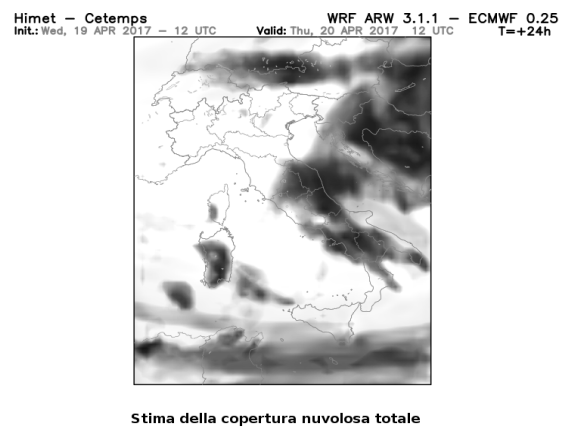 Himet – Cetemps WRF ARW 3.1.1 – ECMWF 0.25
Init.: Wed, 19 APR 2017 – 12 UTC Valid: Thu, 20 APR 2017 12 UTC T=+24h
Stima della copertura nuvolosa totale